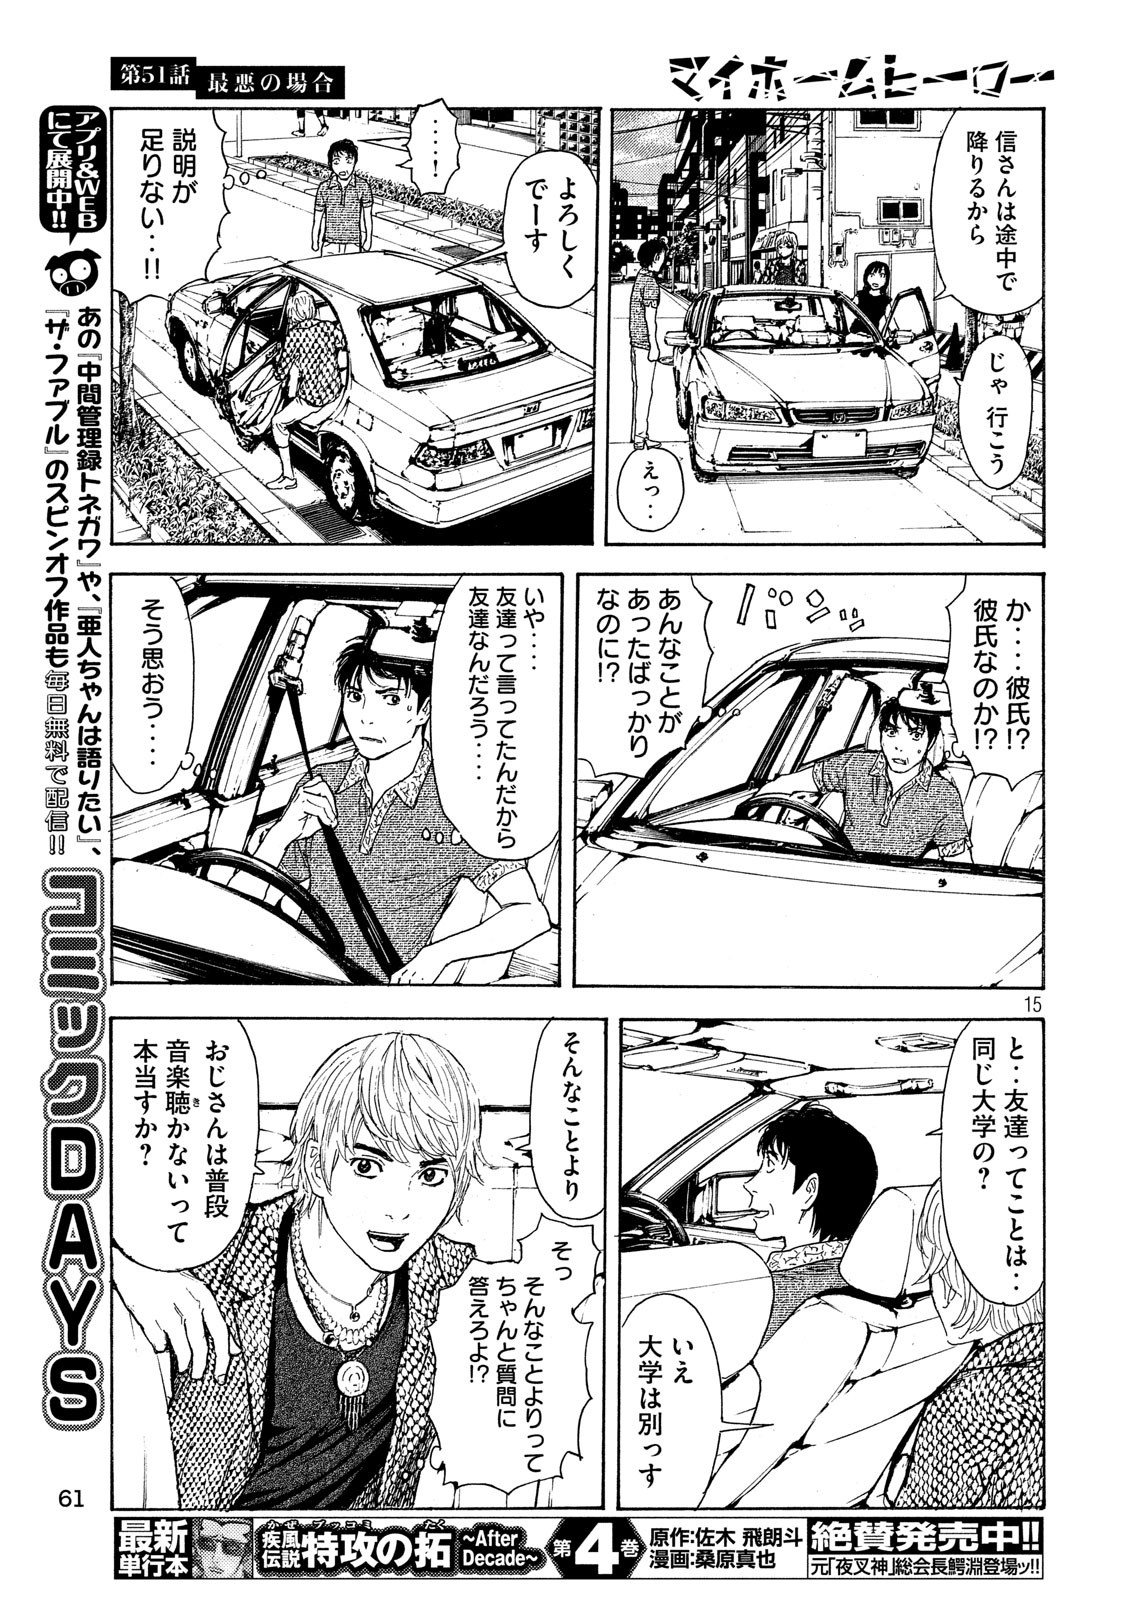 マイホームヒーロー
第51話
最悪の場合
信さんは途中で
降りるから
じゃ 行こう
えっ‥
よろしく
でーす
‥‥!
説明が
足りない‥‥!!
か‥‥彼氏!?
彼氏なのか!?
バンッ
あんなことが
あったばっかり
なのに!?
いや‥‥
友達って言ってたんだから
友達なんだろう‥‥
そう思おう‥‥
15
と‥友達ってことは‥
同じ大学の?
いえ
大学は別っす
そんなことより
そっ
そんなことよりって
ちゃんと質問に
答えろよ!?
おじさんは普段
音楽聴かないって
き
本当すか?
アプリ&WEB
にて展開中!!
あの『中間管理録トネガワ』や、『亜人ちゃんは語りたい』、
『ザ・ファブル』のスピンオフ作品も毎日無料で配信!!
コミックDAYS
61
最新
単行本
かぜ ブッコミ たく
疾風
伝説
特攻の拓
～After
Decade～
第4巻
原作:佐木 飛朗斗
漫画:桑原真也
絶賛発売中!!
元「夜叉神」総会長鰐淵登場ッ!!